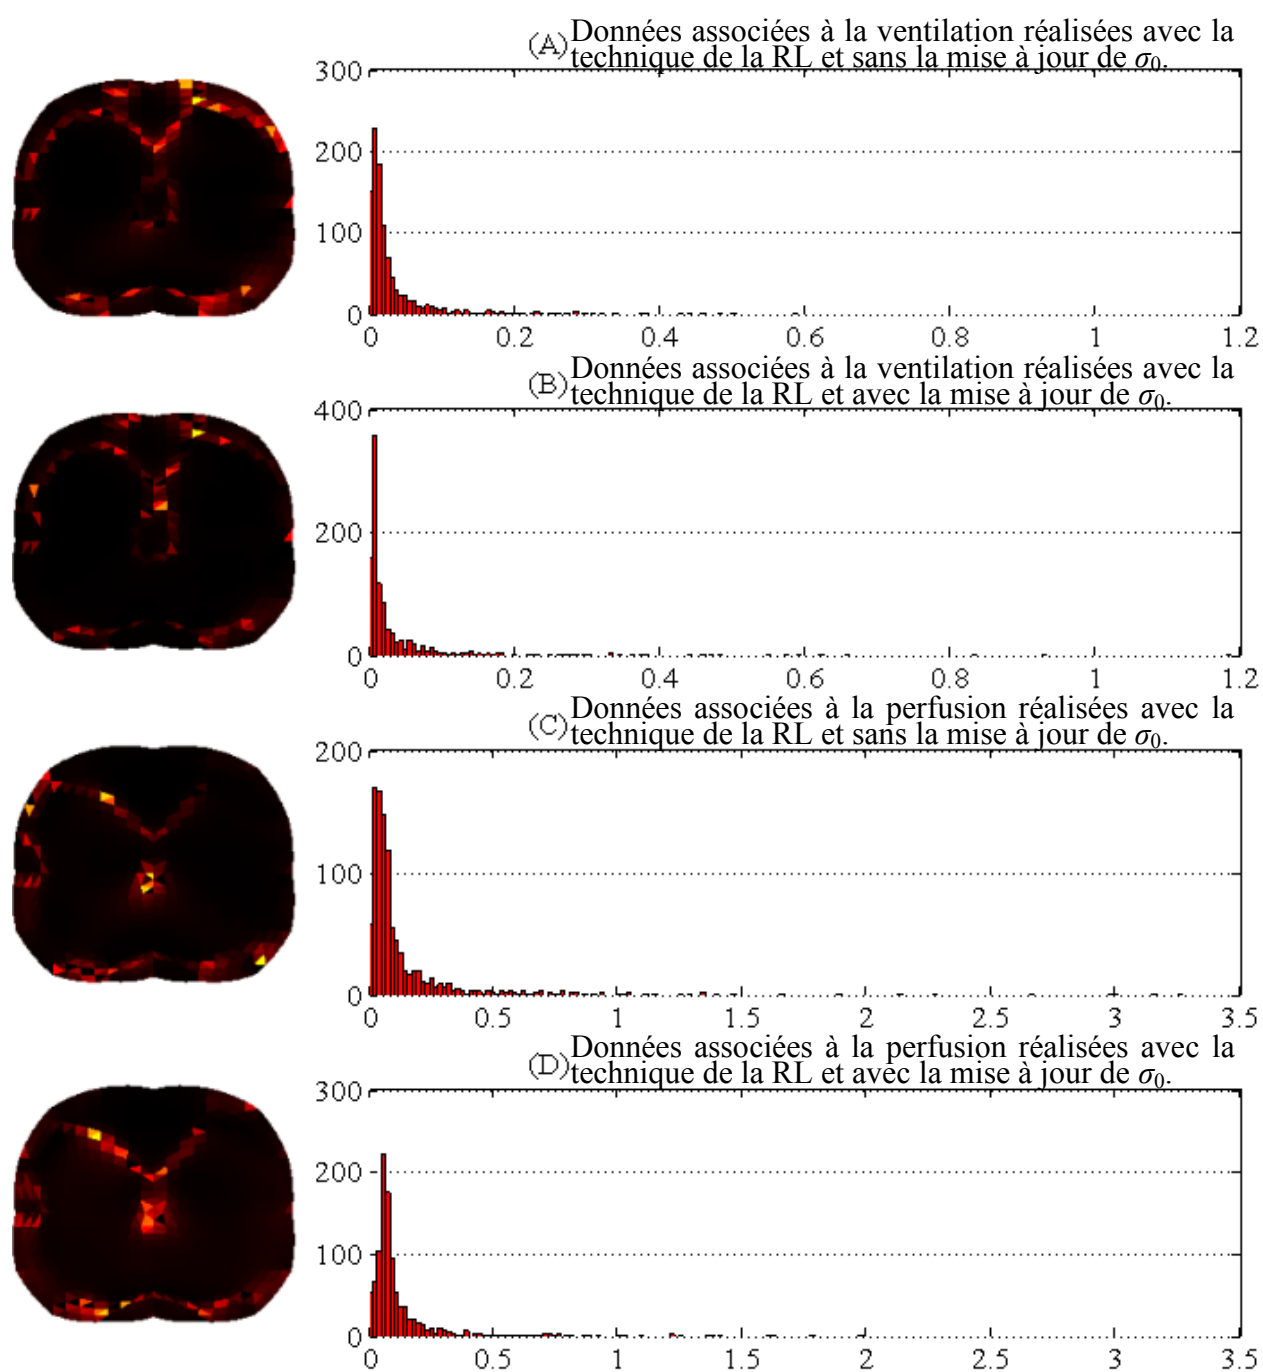 (A) Données associées à la ventilation réalisées avec la
technique de la RL et sans la mise à jour de σ₀.
300
200
100
0
0 0.2 0.4 0.6 0.8 1 1.2
(B) Données associées à la ventilation réalisées avec la
technique de la RL et avec la mise à jour de σ₀.
400
200
0
0 0.2 0.4 0.6 0.8 1 1.2
(C) Données associées à la perfusion réalisées avec la
technique de la RL et sans la mise à jour de σ₀.
200
100
0
0 0.5 1 1.5 2 2.5 3 3.5
(D) Données associées à la perfusion réalisées avec la
technique de la RL et avec la mise à jour de σ₀.
300
200
100
0
0 0.5 1 1.5 2 2.5 3 3.5